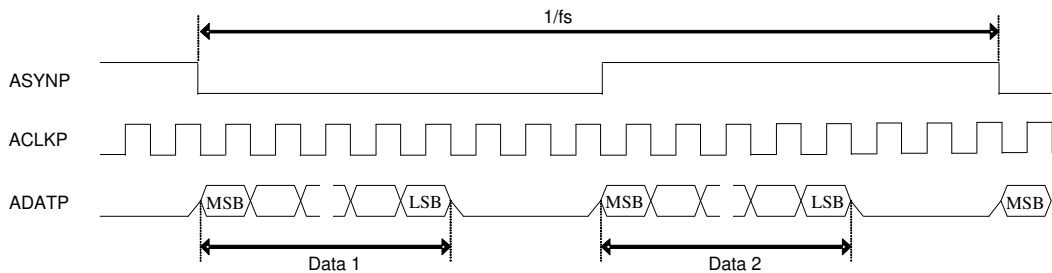 1/fs
ASYNP
ACLKP
ADATP
MSB LSB MSB LSB MSB
Data 1 Data 2